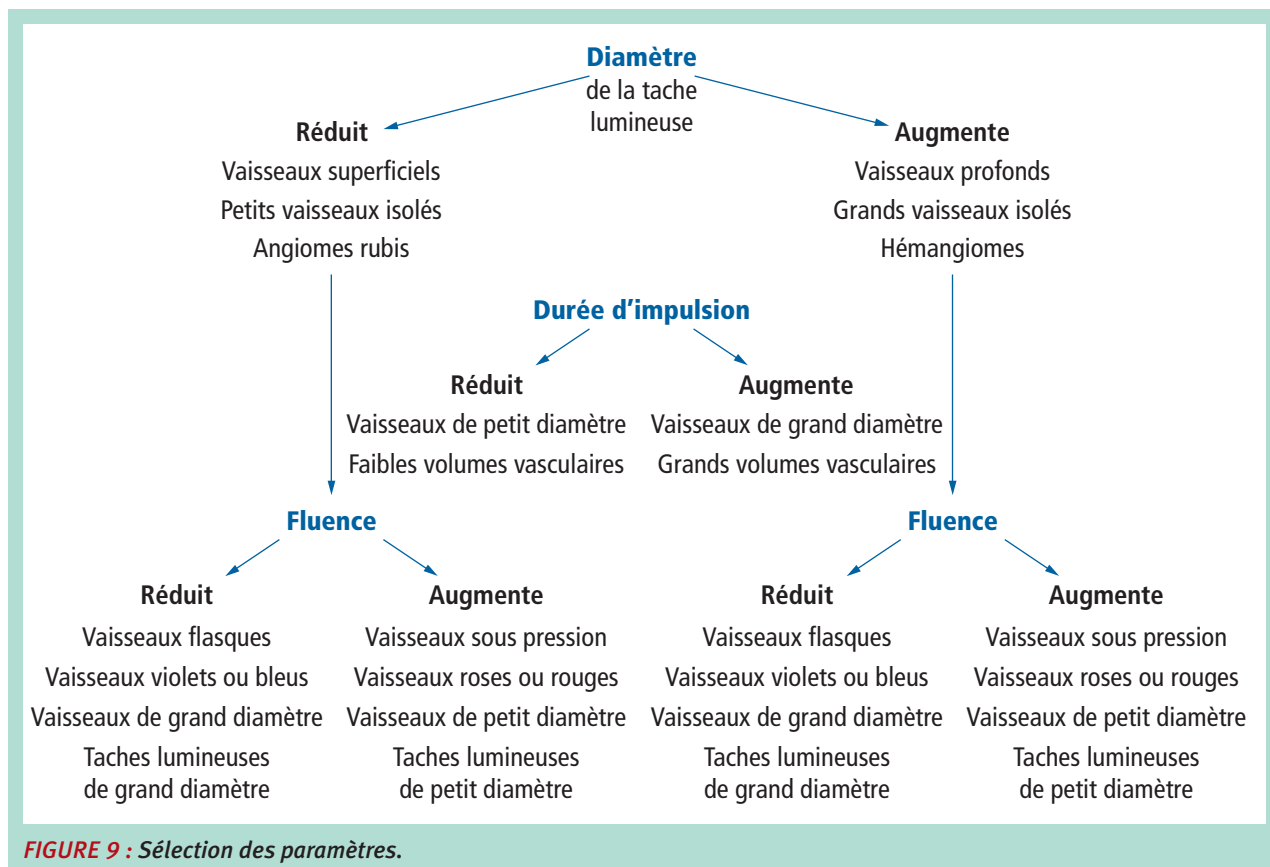 Diamètre
de la tache
lumineuse
Réduit
Vaisseaux superficiels
Petits vaisseaux isolés
Angiomes rubis
Augmente
Vaisseaux profonds
Grands vaisseaux isolés
Hémangiomes
Durée d'impulsion
Réduit
Vaisseaux de petit diamètre
Faibles volumes vasculaires
Augmente
Vaisseaux de grand diamètre
Grands volumes vasculaires
Fluence
Réduit
Vaisseaux flasques
Vaisseaux violets ou bleus
Vaisseaux de grand diamètre
Taches lumineuses
de grand diamètre
Augmente
Vaisseaux sous pression
Vaisseaux roses ou rouges
Vaisseaux de petit diamètre
Taches lumineuses
de petit diamètre
Fluence
Réduit
Vaisseaux flasques
Vaisseaux violets ou bleus
Vaisseaux de grand diamètre
Taches lumineuses
de grand diamètre
Augmente
Vaisseaux sous pression
Vaisseaux roses ou rouges
Vaisseaux de petit diamètre
Taches lumineuses
de petit diamètre
FIGURE 9 : Sélection des paramètres.